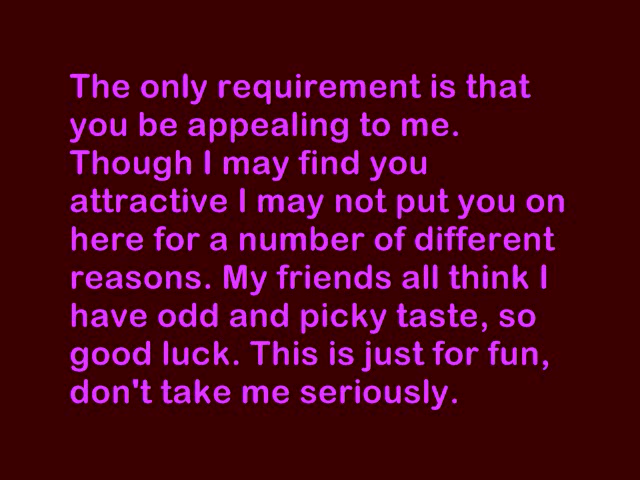 The only requirement is that
you be appealing to me.
Though I may find you
attractive I may not put you on
here for a number of different
reasons. My friends all think I
have odd and picky taste, so
good luck. This is just for fun,
don't take me seriously.